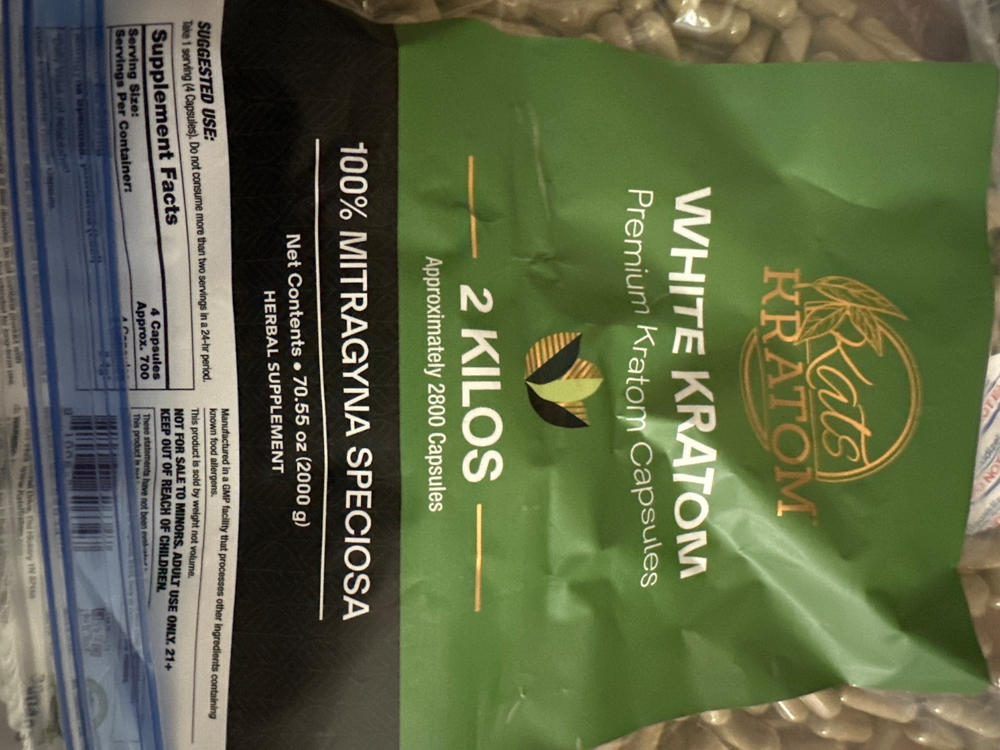 Kats
KRATOM
WHITE KRATOM
Premium Kratom Capsules
2 KILOS
Approximately 2800 Capsules
100% MITRAGYNA SPECIOSA
Net Contents • 70.55 oz (2000 g)
HERBAL SUPPLEMENT
SUGGESTED USE:
Take 1 serving (4 Capsules). Do not consume more than two servings in a 24-hr period.
Supplement Facts
Serving Size: 4 Capsules
Servings Per Container: Approx. 700
Manufactured in a GMP facility that processes other ingredients containing
known food allergens.
This product is sold by weight not volume.
NOT FOR SALE TO MINORS. ADULT USE ONLY. 21+
KEEP OUT OF REACH OF CHILDREN.
These statements have not been
This product is